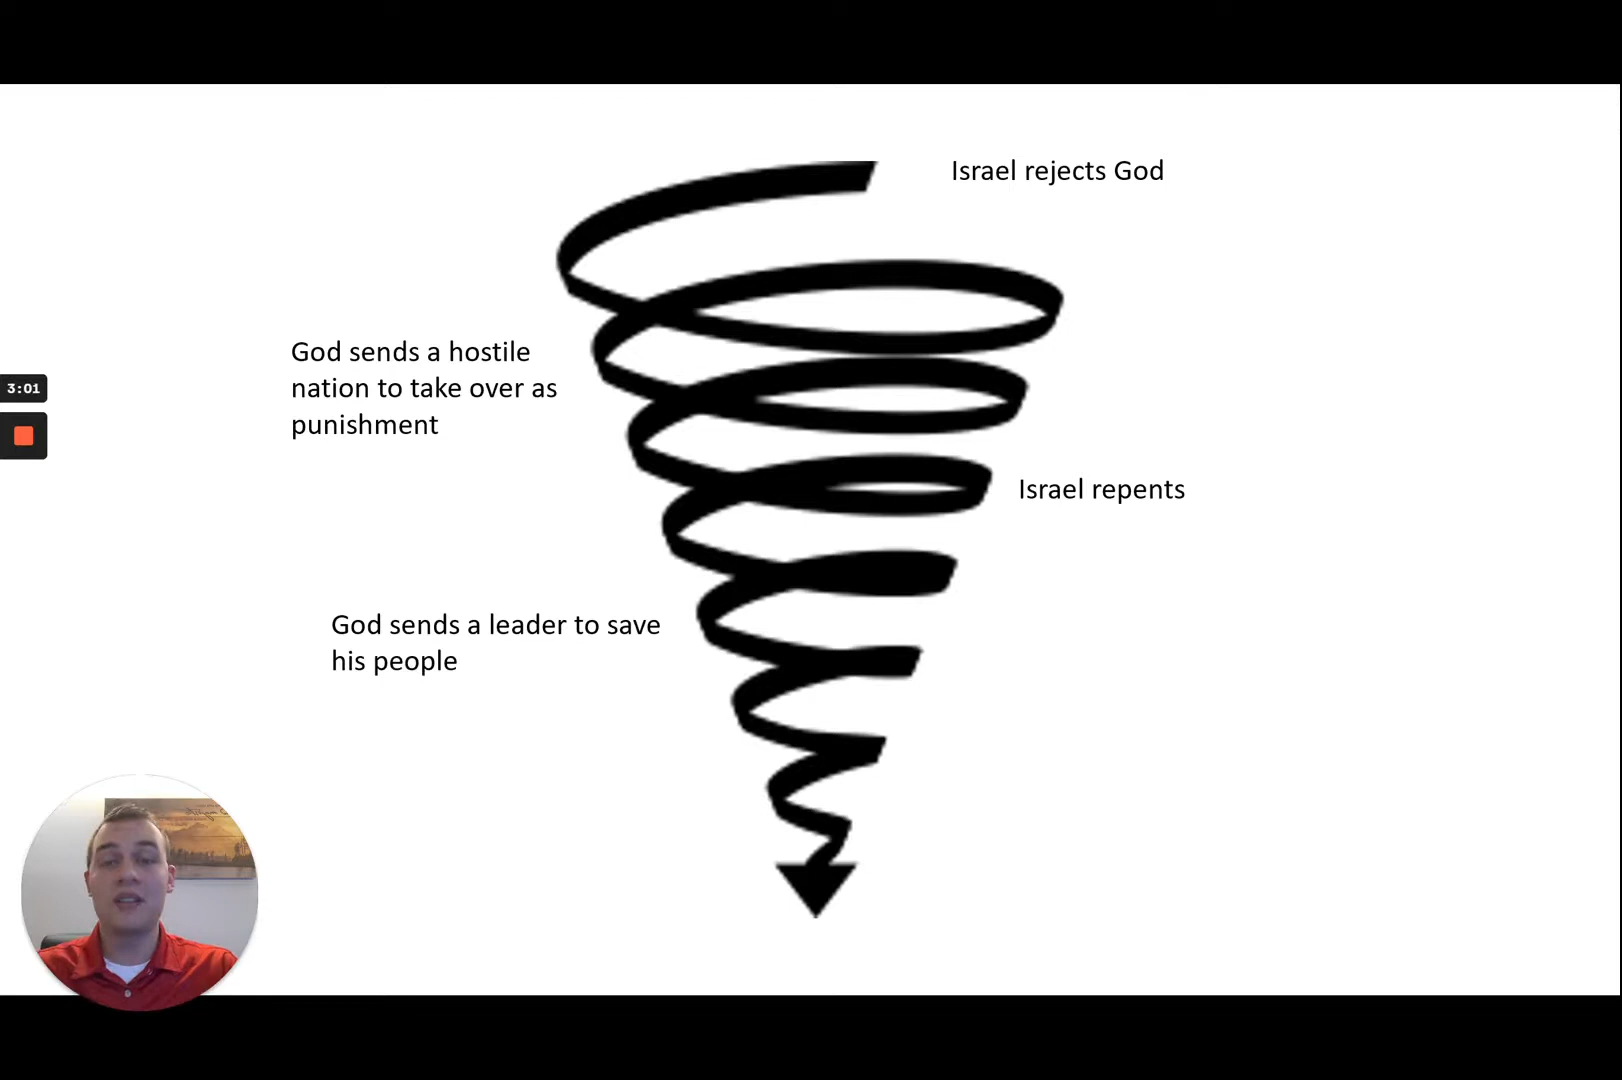 Israel rejects God
God sends a hostile
nation to take over as
punishment
3:01
Israel repents
God sends a leader to save
his people